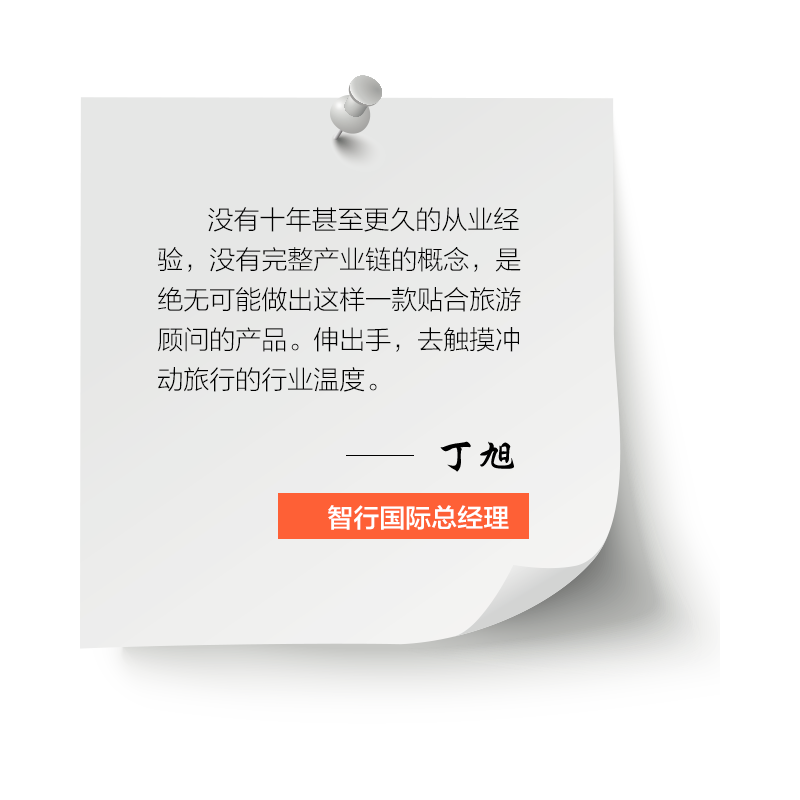 没有十年甚至更久的从业经
验，没有完整产业链的概念，是
绝无可能做出这样一款贴合旅游
顾问的产品。伸出手，去触摸冲
动旅行的行业温度。
—— 丁旭
智行国际总经理